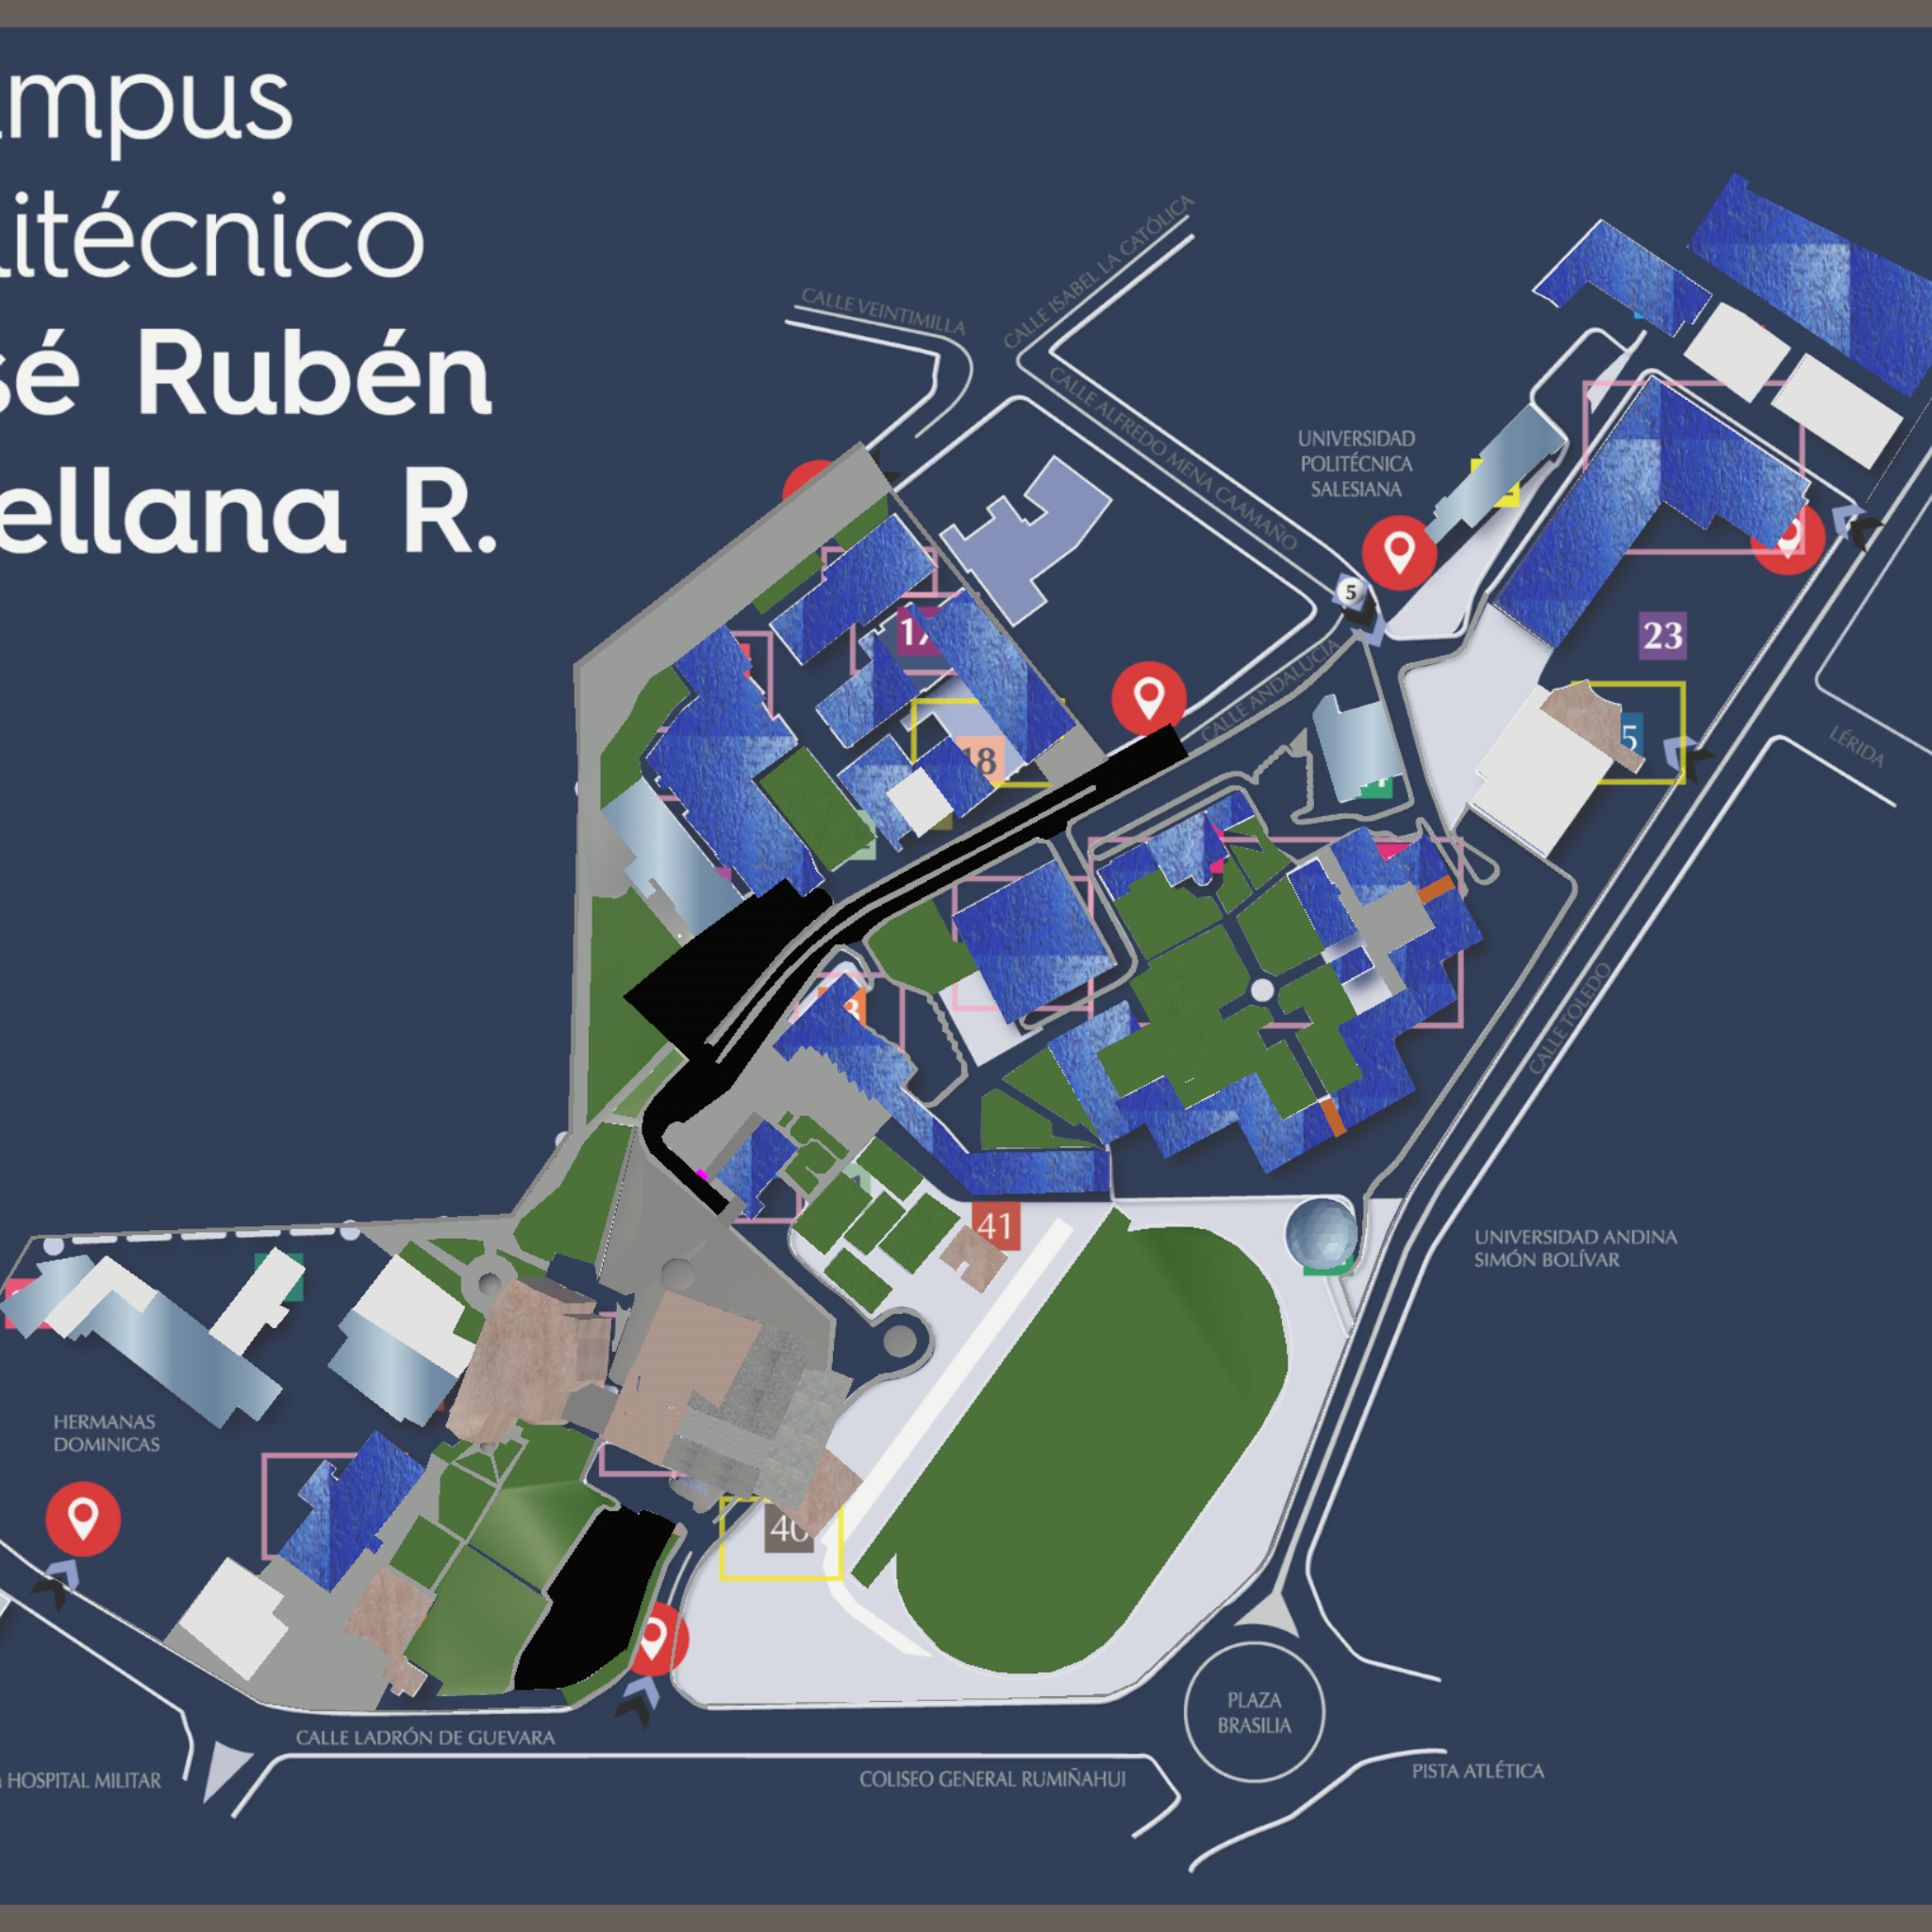 mpus
litécnico
sé Rubén
ellana R.
CALLE VEINTIMILLA
CALLE ISABEL LA CATÓLICA
CALLE ALFREDO MENA CAAMAÑO
UNIVERSIDAD
POLITÉCNICA
SALESIANA
5
CALLE ANDALUCÍA
23
17
18
5
LÉRIDA
CALLE TOLEDO
41
UNIVERSIDAD ANDINA
SIMÓN BOLÍVAR
HERMANAS
DOMINICAS
40
PLAZA
BRASILIA
CALLE LADRÓN DE GUEVARA
HOSPITAL MILITAR
COLISEO GENERAL RUMIÑAHUI
PISTA ATLÉTICA